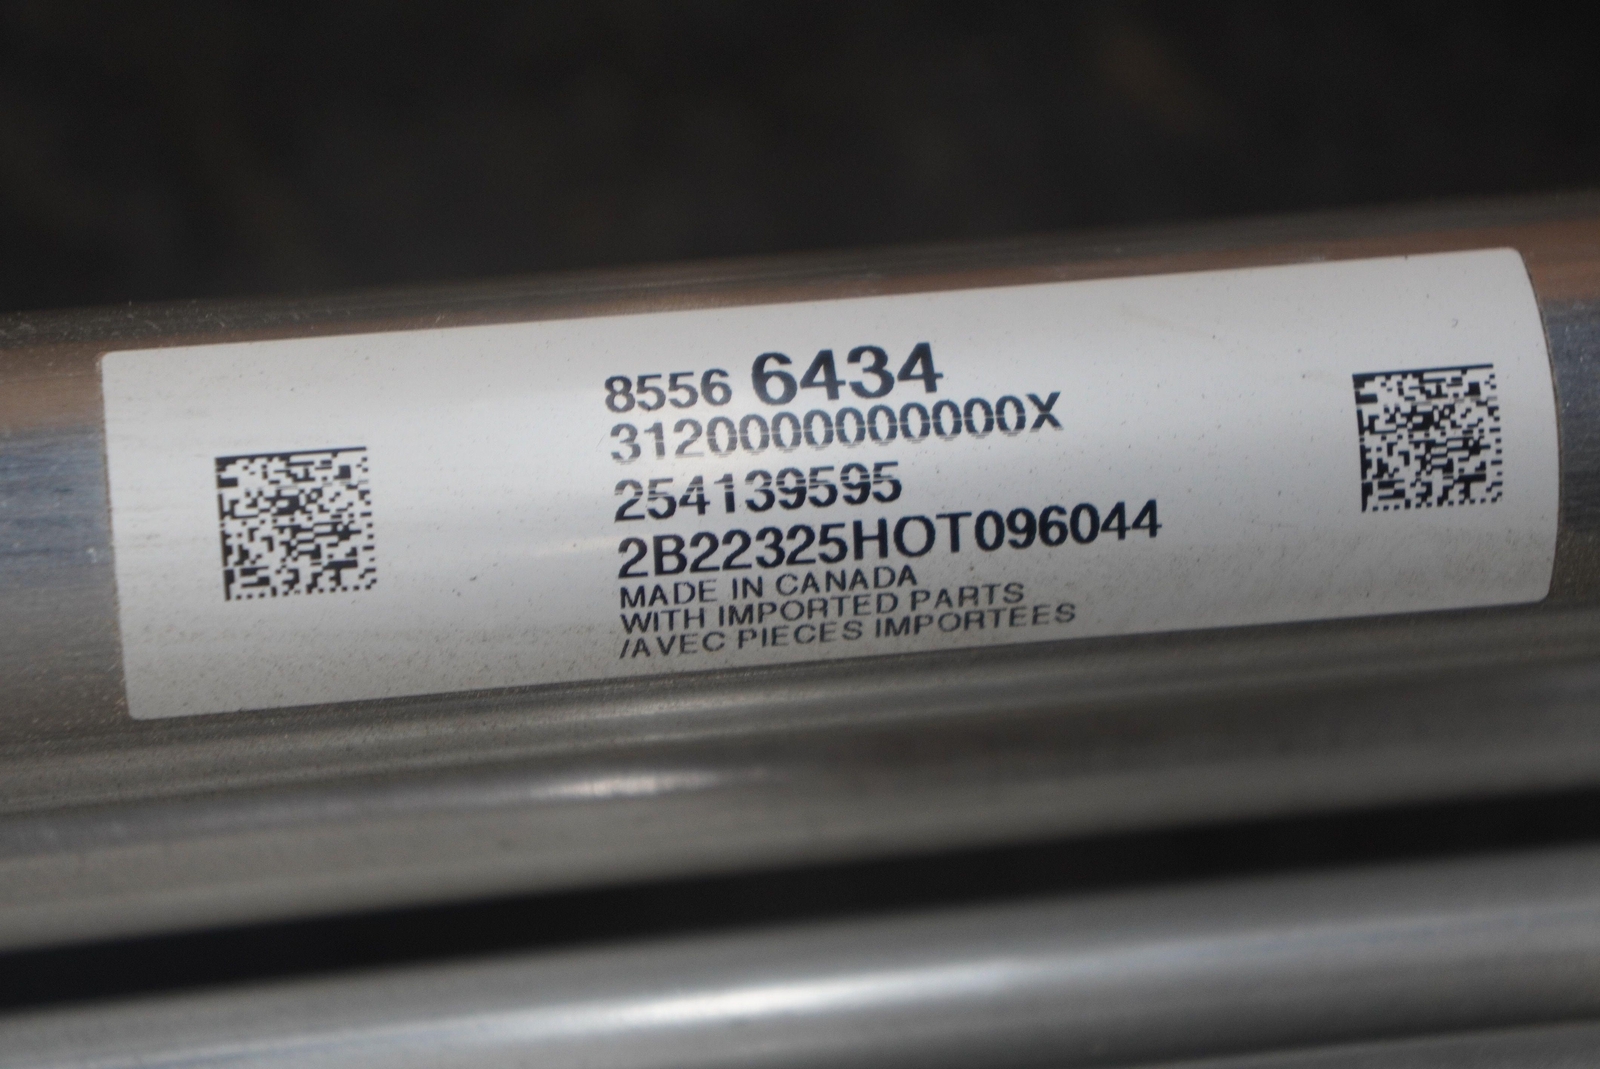 8556 6434
3120000000000X
254139595
2B22325HOT096044
MADE IN CANADA
WITH IMPORTED PARTS
/AVEC PIECES IMPORTEES